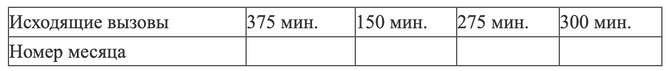 Исходящие вызовы 375 мин. 150 мин. 275 мин. 300 мин.
Номер месяца